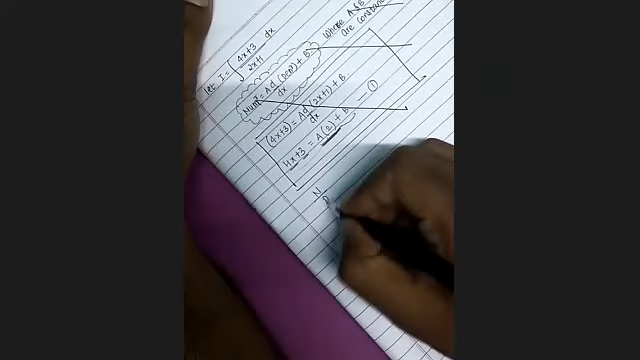 Where A & B
are constant
let I = ∫ 4x+3 / 2x+1 dx
Num = A d/dx (Den) + B
(4x+3) = A d/dx (2x+1) + B
4x+3 = A(2) + B — ①
N